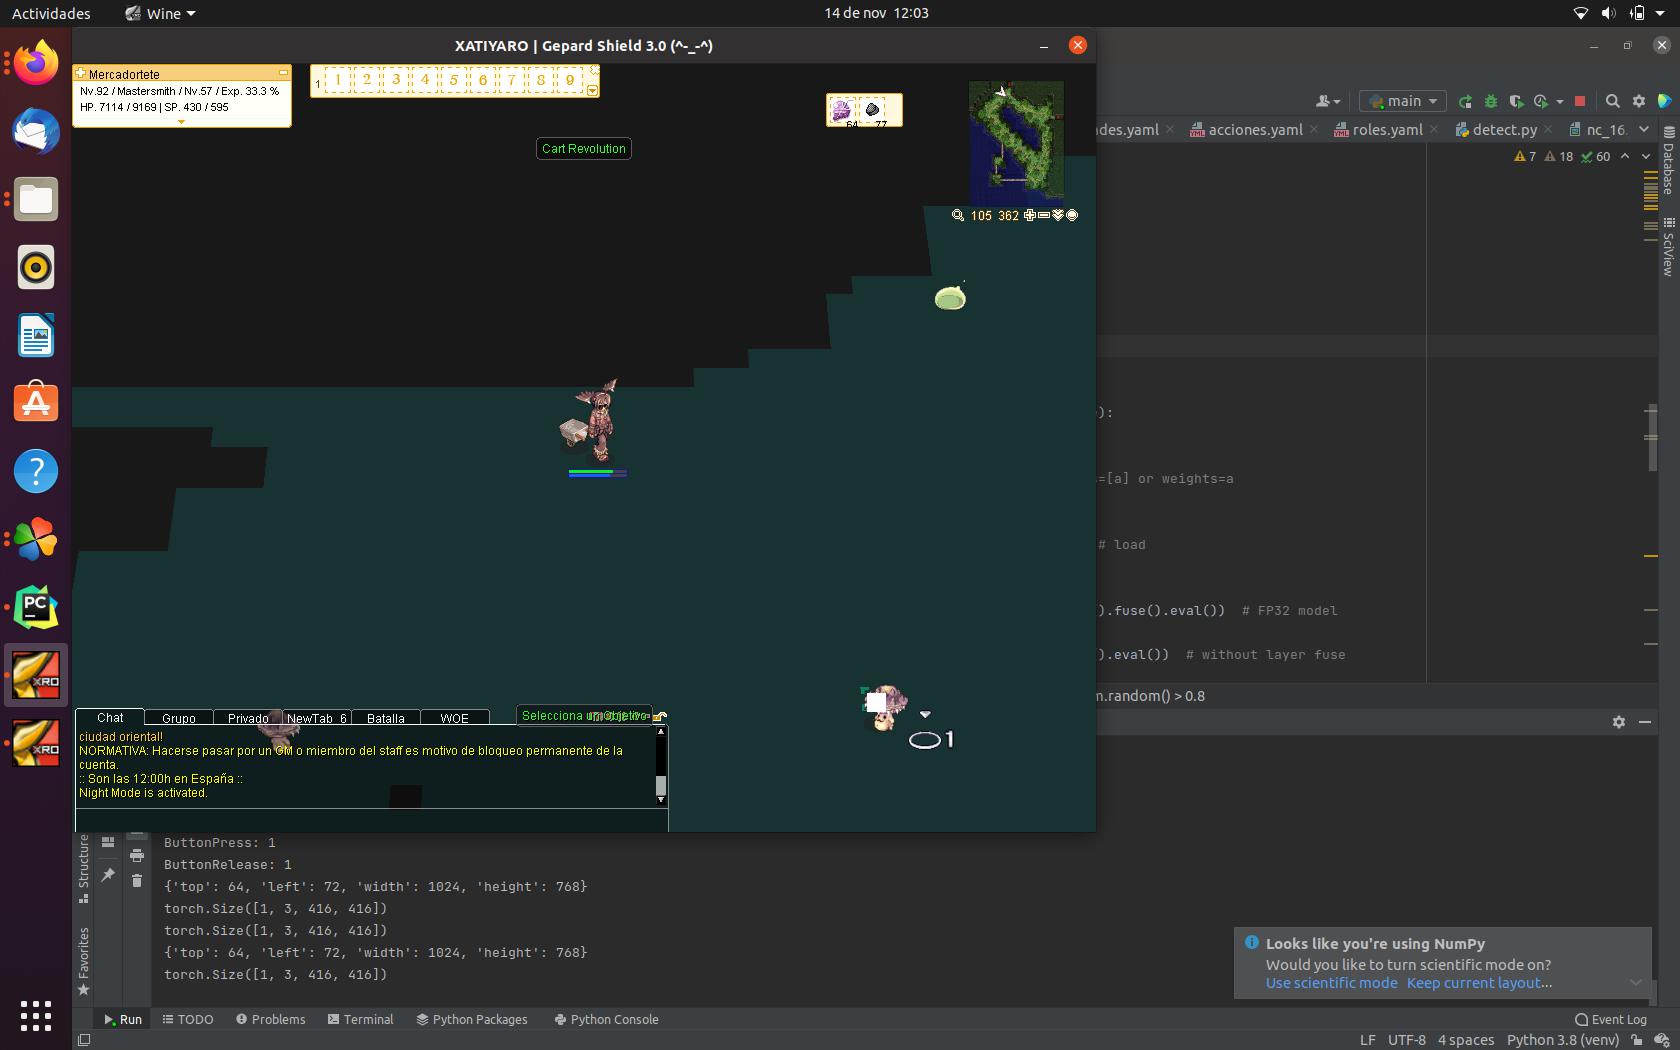 Actividades
Wine
14 de nov 12:03
XATIYARO | Gepard Shield 3.0 (^-_-^)
Mercadortete
Nv.92 / Mastersmith / Nv.57 / Exp. 33.3 %
HP. 7114 / 9169 | SP. 430 / 595
1
1 2 3 4 5 6 7 8 9
64 77
Cart Revolution
105 362
main
des.yaml
acciones.yaml
roles.yaml
detect.py
nc_16.
7 18 60
Database
SciView
):
=[a] or weights=a
# load
).fuse().eval()) # FP32 model
).eval()) # without layer fuse
m.random() > 0.8
1
Chat
Grupo
Privado
NewTab_6
Batalla
WOE
Selecciona un objetivo
ciudad oriental!
NORMATIVA: Hacerse pasar por un GM o miembro del staff es motivo de bloqueo permanente de la
cuenta.
:: Son las 12:00h en España ::
Night Mode is activated.
PC
XRO
XRO
Structure
Favorites
ButtonPress: 1
ButtonRelease: 1
{'top': 64, 'left': 72, 'width': 1024, 'height': 768}
torch.Size([1, 3, 416, 416])
torch.Size([1, 3, 416, 416])
{'top': 64, 'left': 72, 'width': 1024, 'height': 768}
torch.Size([1, 3, 416, 416])
Looks like you're using NumPy
Would you like to turn scientific mode on?
Use scientific mode Keep current layout...
Run
TODO
Problems
Terminal
Python Packages
Python Console
Event Log
LF UTF-8 4 spaces Python 3.8 (venv)